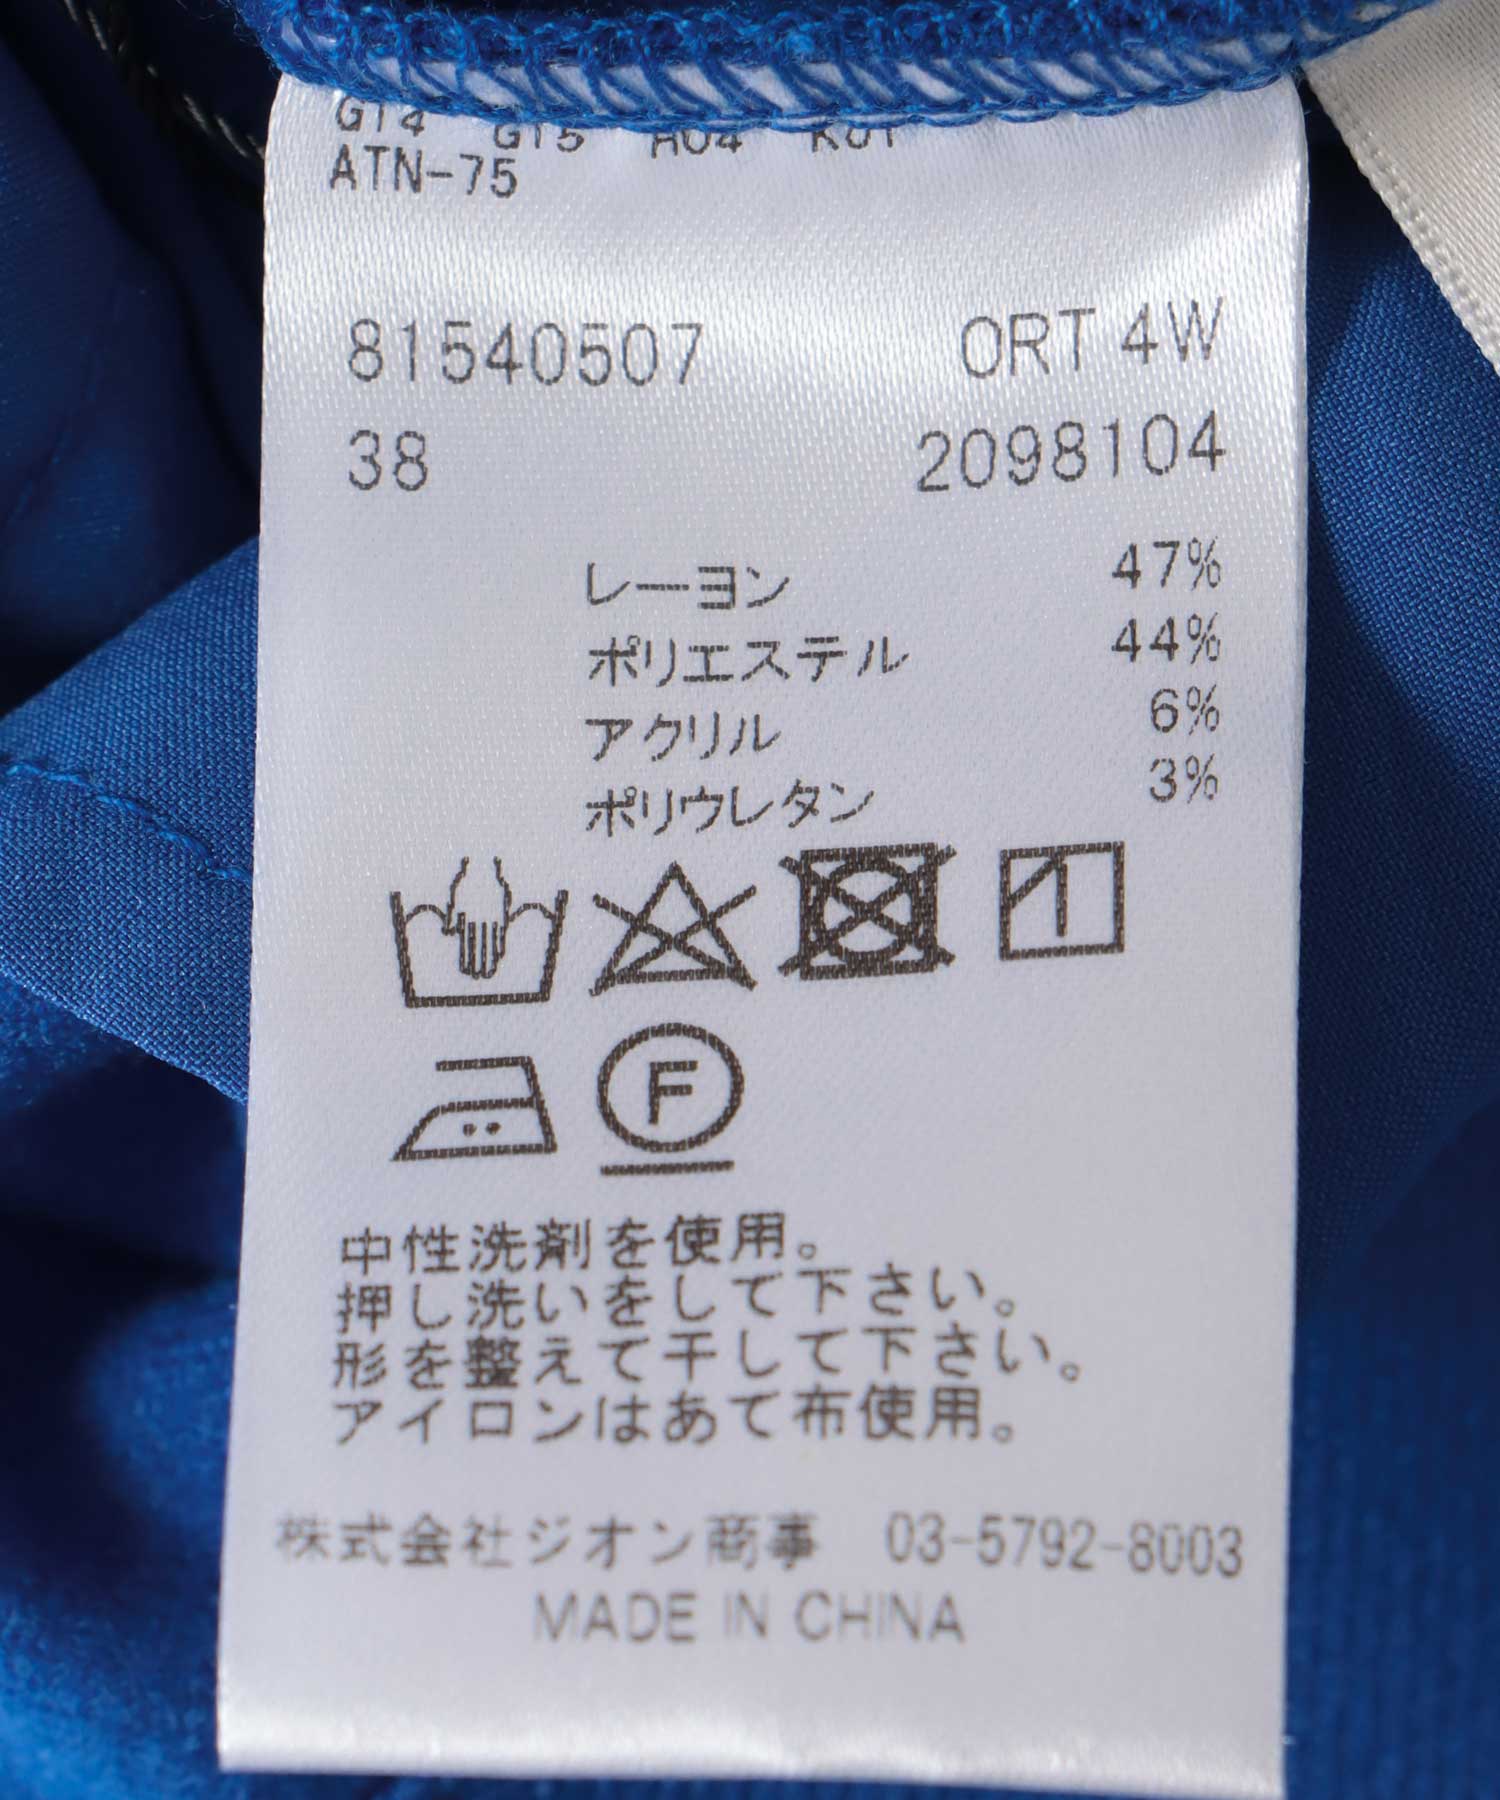 GT4 GT5 H04 K01
ATN-75
81540507 ORT 4W
38 2098104
レーヨン 47%
ポリエステル 44%
アクリル 6%
ポリウレタン 3%
F
中性洗剤を使用。
押し洗いをして下さい。
形を整えて干して下さい。
アイロンはあて布使用。
株式会社ジオン商事 03-5792-8003
MADE IN CHINA